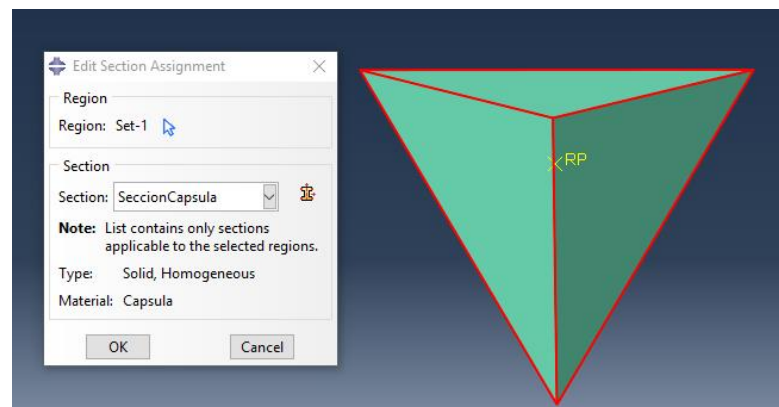 Edit Section Assignment
Region
Region: Set-1
Section
Section: SeccionCapsula
Note: List contains only sections
applicable to the selected regions.
Type: Solid, Homogeneous
Material: Capsula
OK Cancel
RP